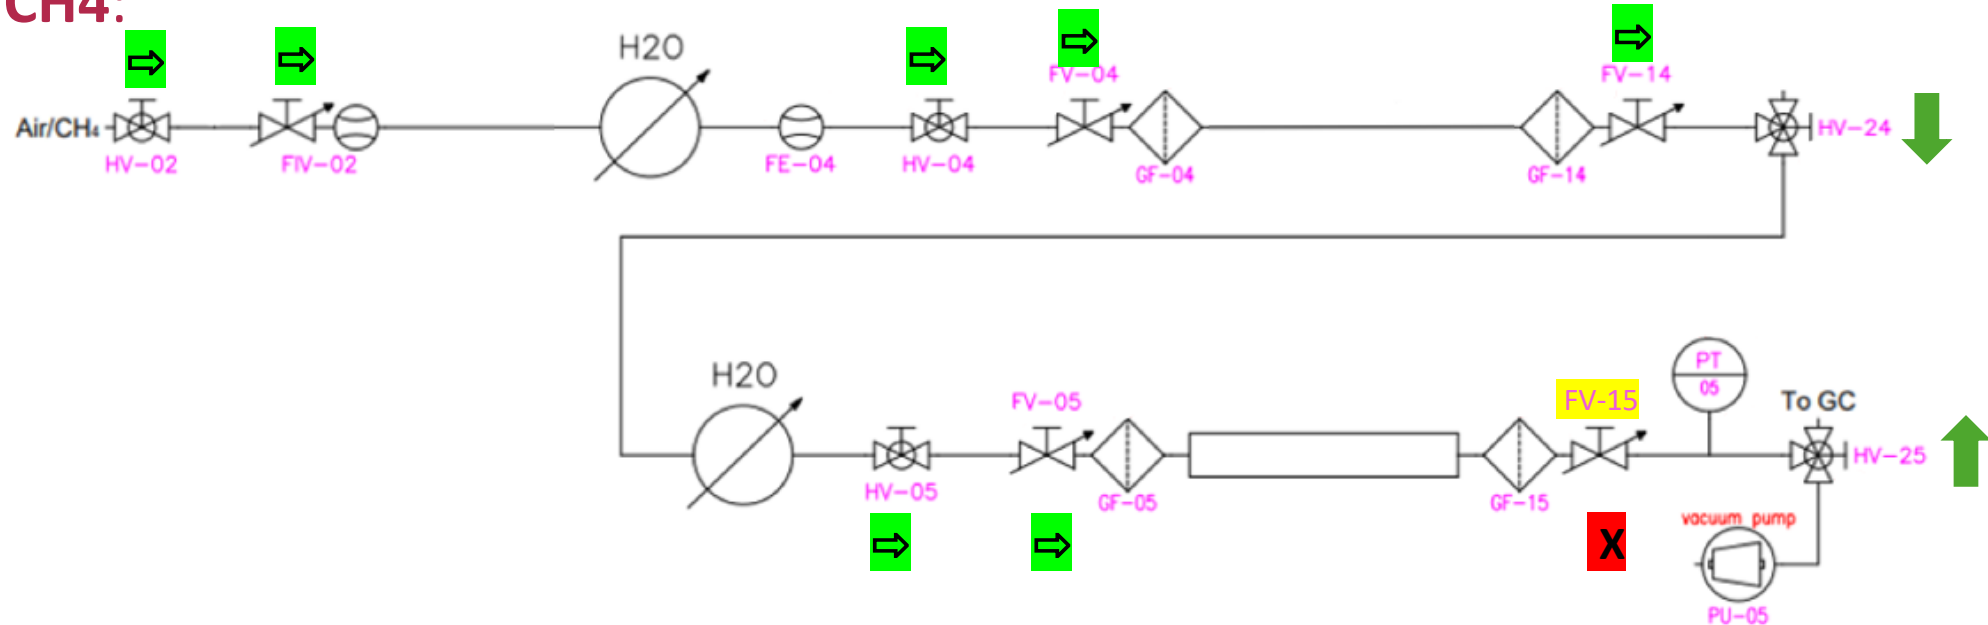 CH4:
H2O
FV-04
FV-14
Air/CH₄
HV-24
HV-02
FIV-02
FE-04
HV-04
GF-04
GF-14
H2O
FV-05
FV-15
PT
05
To GC
HV-25
HV-05
GF-05
GF-15
X
vacuum pump
PU-05